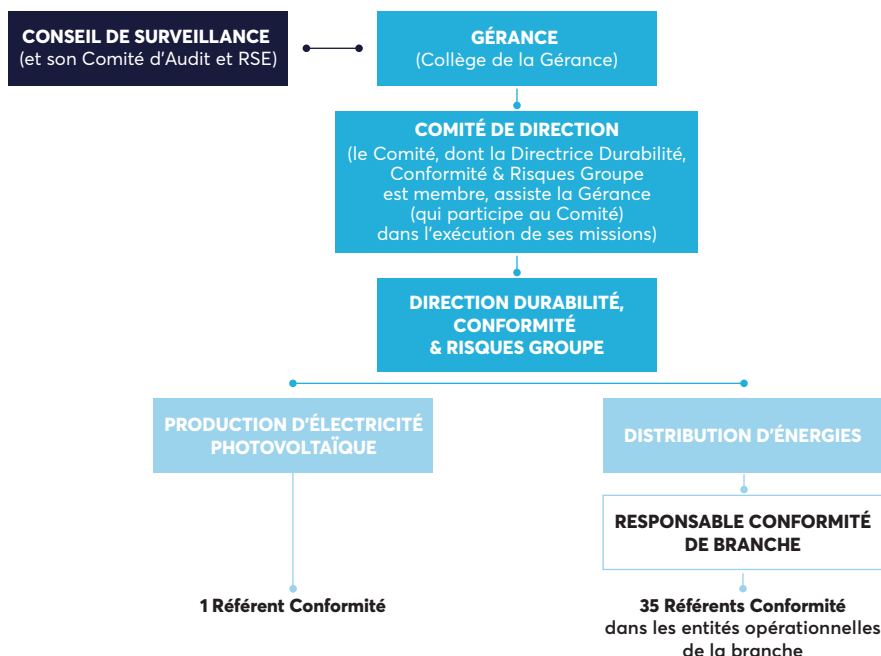 CONSEIL DE SURVEILLANCE
(et son Comité d'Audit et RSE)
GÉRANCE
(Collège de la Gérance)
COMITÉ DE DIRECTION
(le Comité, dont la Directrice Durabilité,
Conformité & Risques Groupe
est membre, assiste la Gérance
(qui participe au Comité)
dans l'exécution de ses missions)
DIRECTION DURABILITÉ,
CONFORMITÉ
& RISQUES GROUPE
PRODUCTION D'ÉLECTRICITÉ
PHOTOVOLTAÏQUE
DISTRIBUTION D'ÉNERGIES
RESPONSABLE CONFORMITÉ
DE BRANCHE
1 Référent Conformité
35 Référents Conformité
dans les entités opérationnelles
de la branche